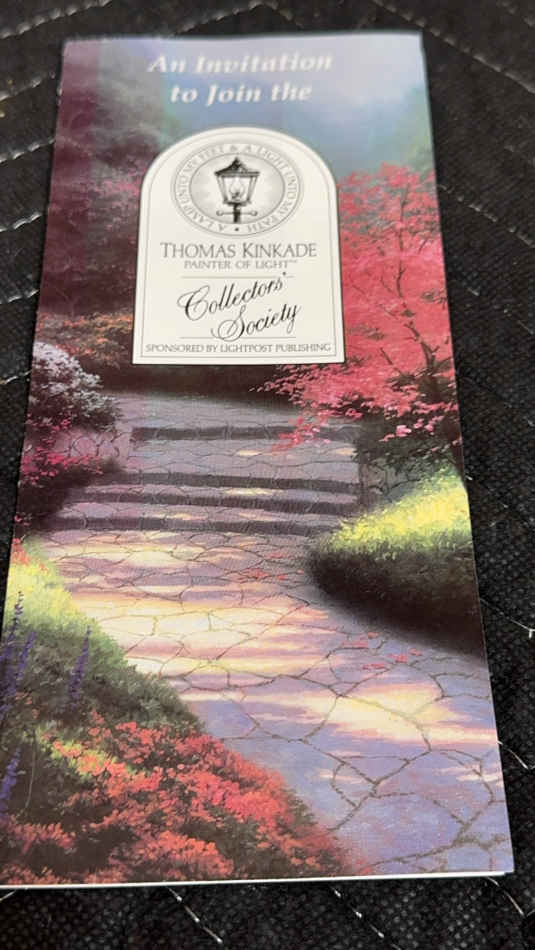 An Invitation
to Join the
A LAMP UNTO MY FEET & A LIGHT UNTO MY PATH •
THOMAS KINKADE
PAINTER OF LIGHT™
Collectors'
Society
SPONSORED BY LIGHTPOST PUBLISHING